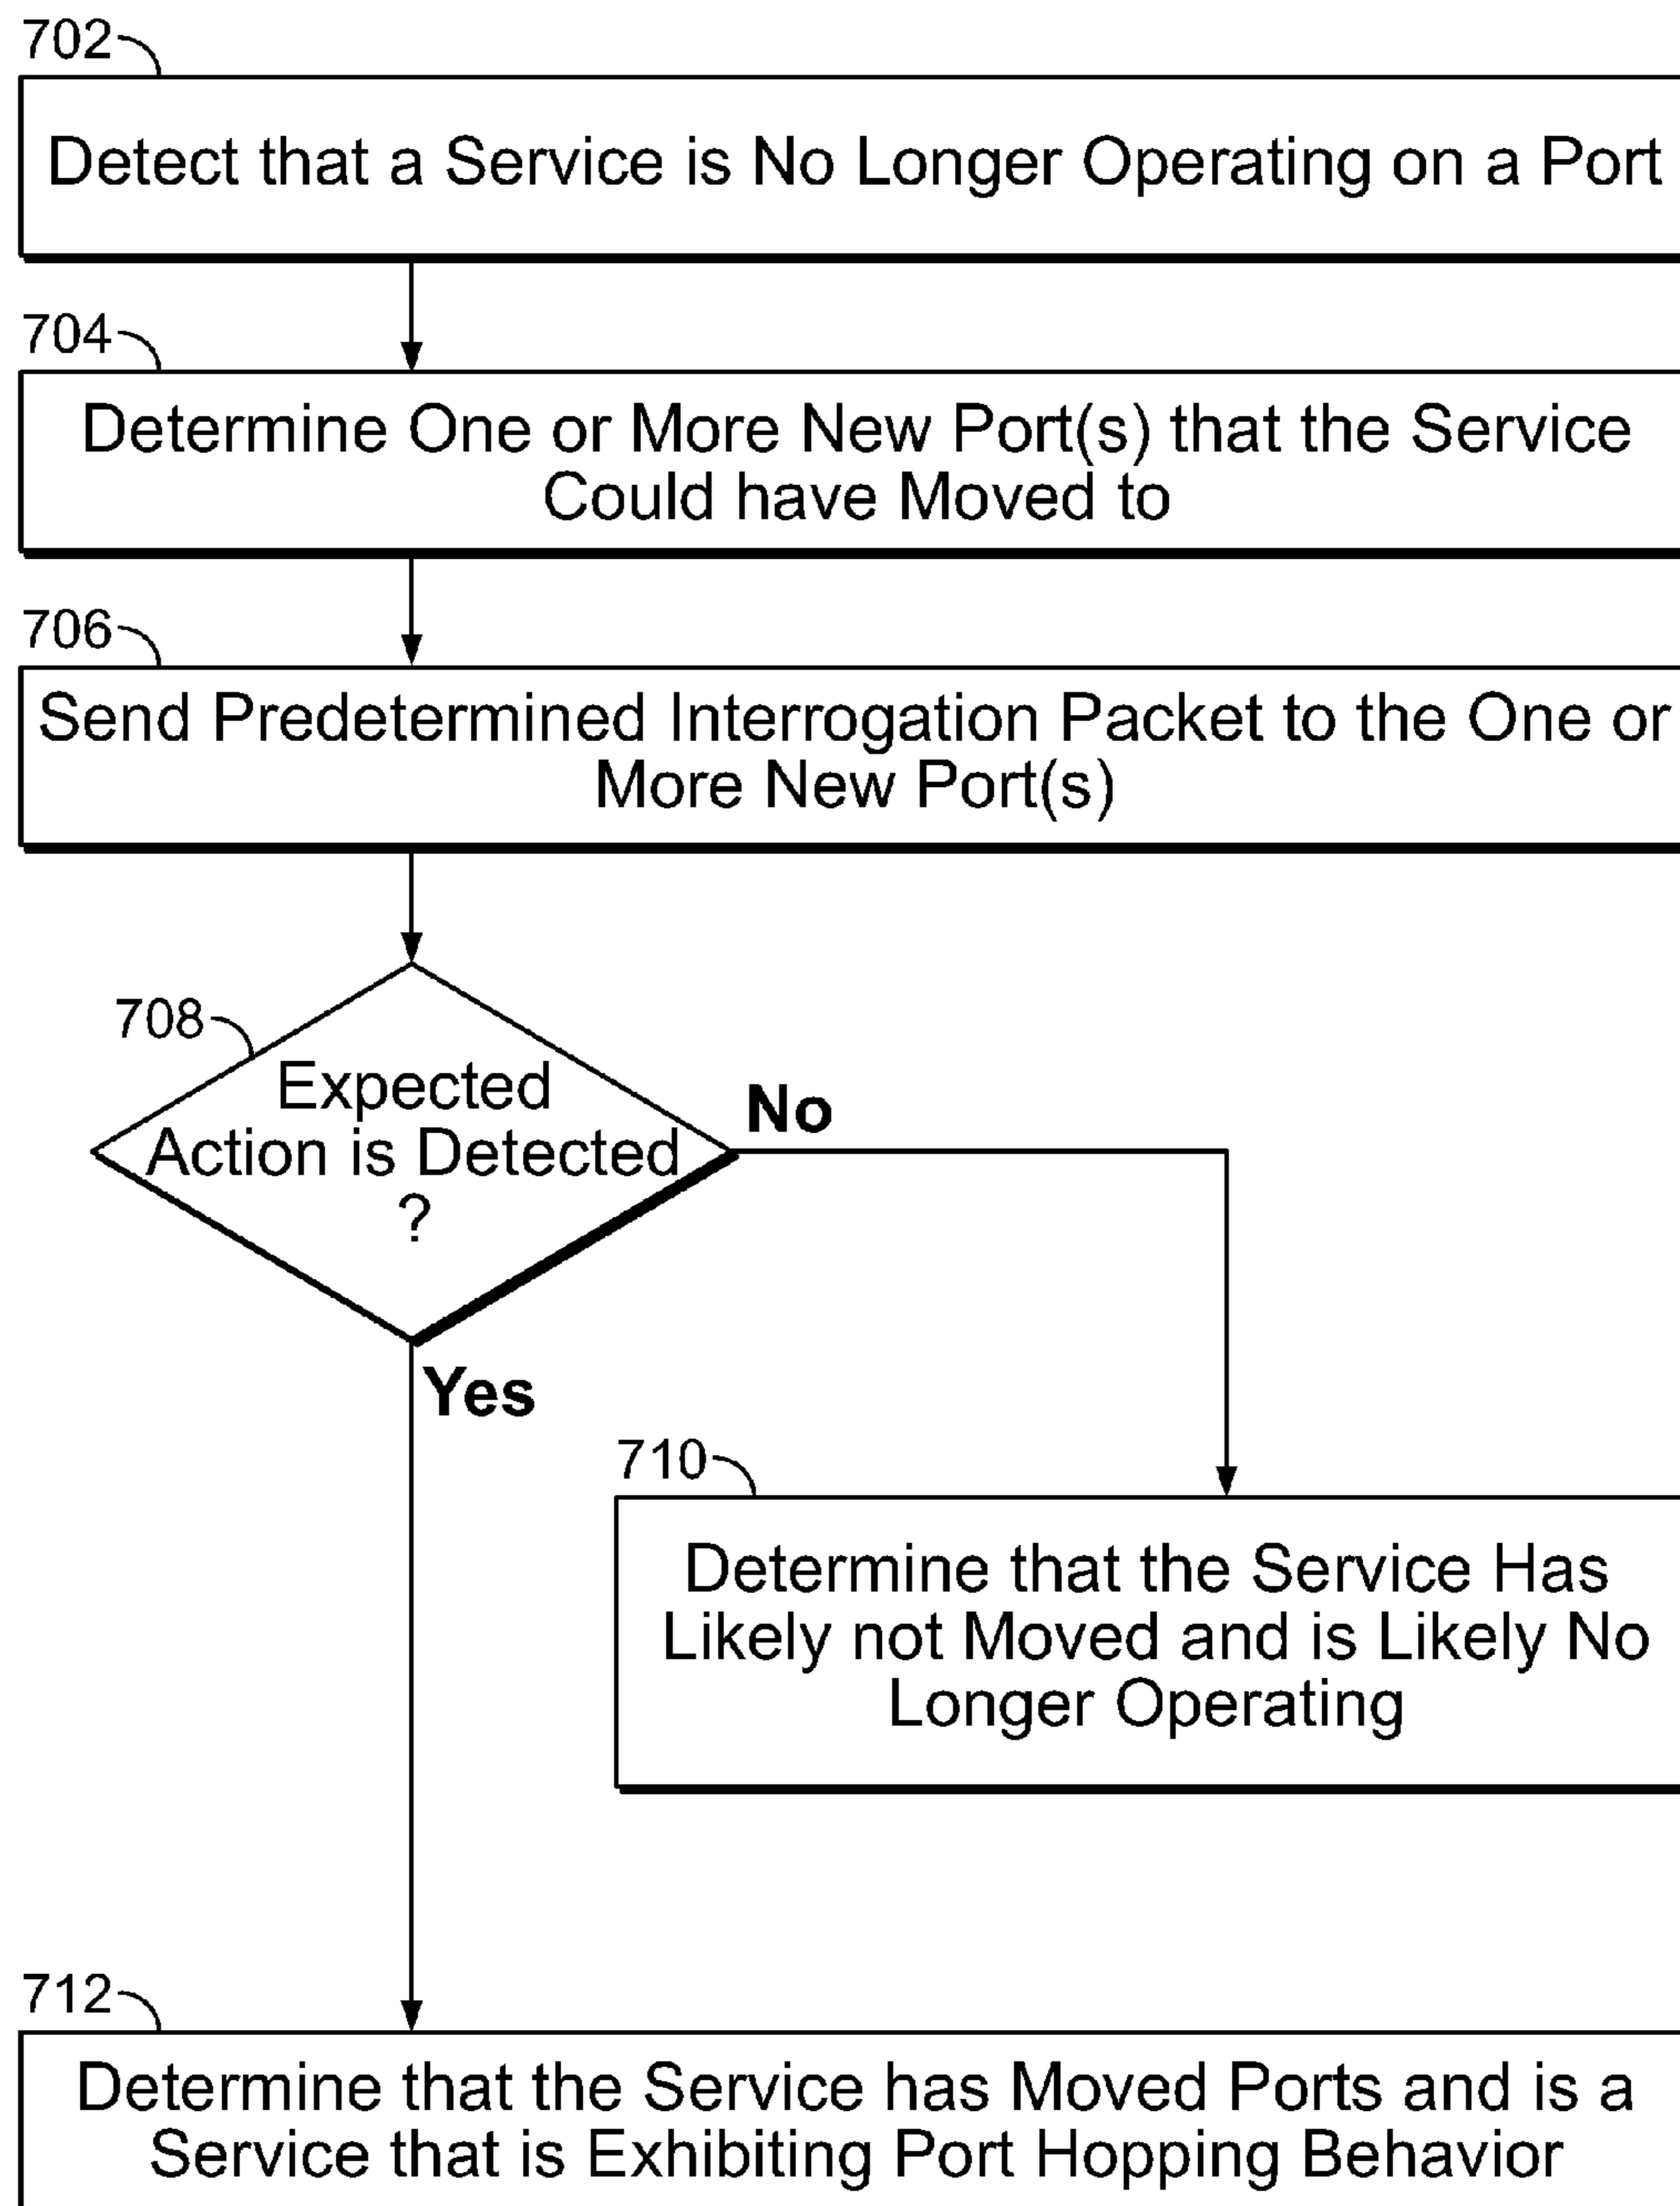 702
Detect that a Service is No Longer Operating on a Port
704
Determine One or More New Port(s) that the Service
Could have Moved to
706
Send Predetermined Interrogation Packet to the One or
More New Port(s)
708
Expected
Action is Detected
?
No
Yes
710
Determine that the Service Has
Likely not Moved and is Likely No
Longer Operating
712
Determine that the Service has Moved Ports and is a
Service that is Exhibiting Port Hopping Behavior